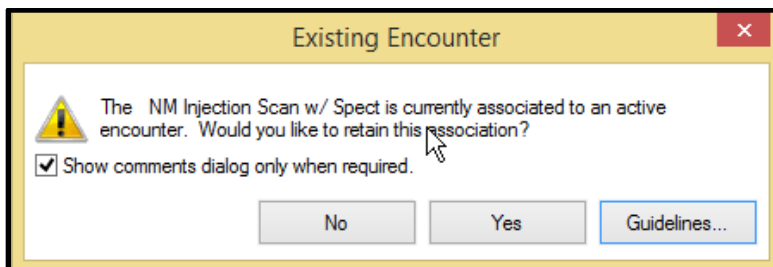 Existing Encounter
The NM Injection Scan w/ Spect is currently associated to an active
encounter. Would you like to retain this association?
Show comments dialog only when required.
No
Yes
Guidelines...